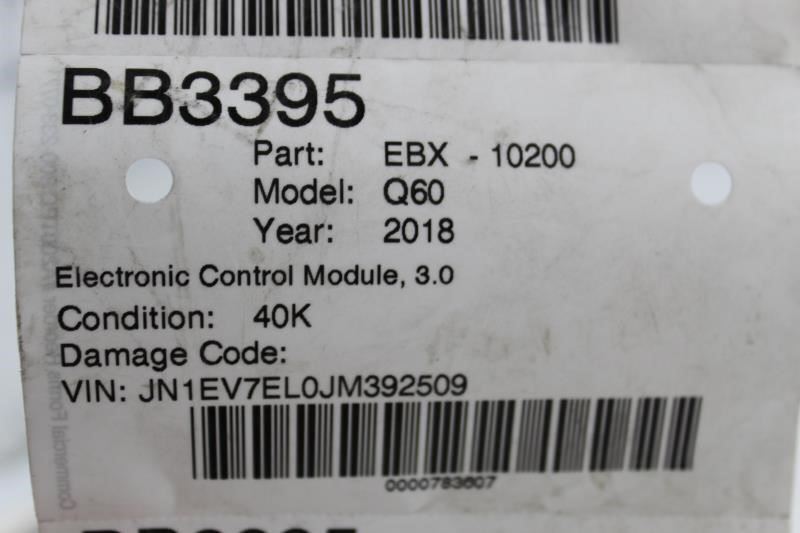 BB3395
Part: EBX - 10200
Model: Q60
Year: 2018
Electronic Control Module, 3.0
Condition: 40K
Damage Code:
VIN: JN1EV7EL0JM392509
0000783607
BB3395